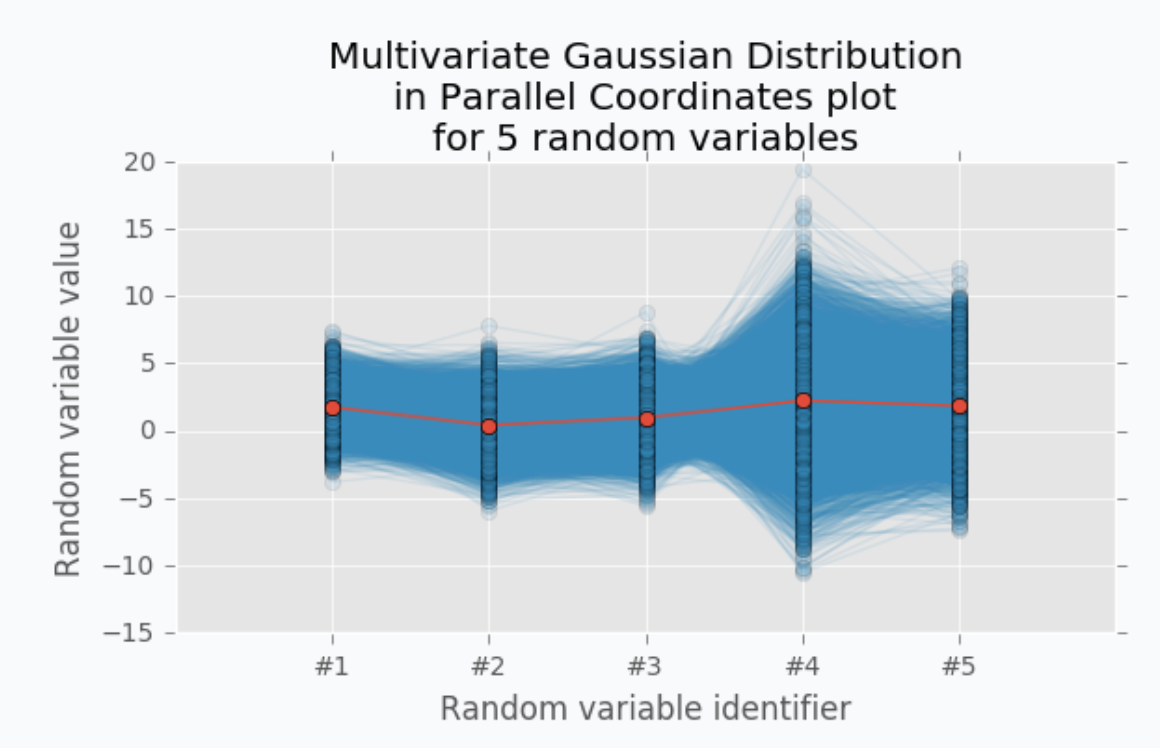 Multivariate Gaussian Distribution
in Parallel Coordinates plot
for 5 random variables
20
15
10
5
0
−5
−10
−15
Random variable value
#1 #2 #3 #4 #5
Random variable identifier